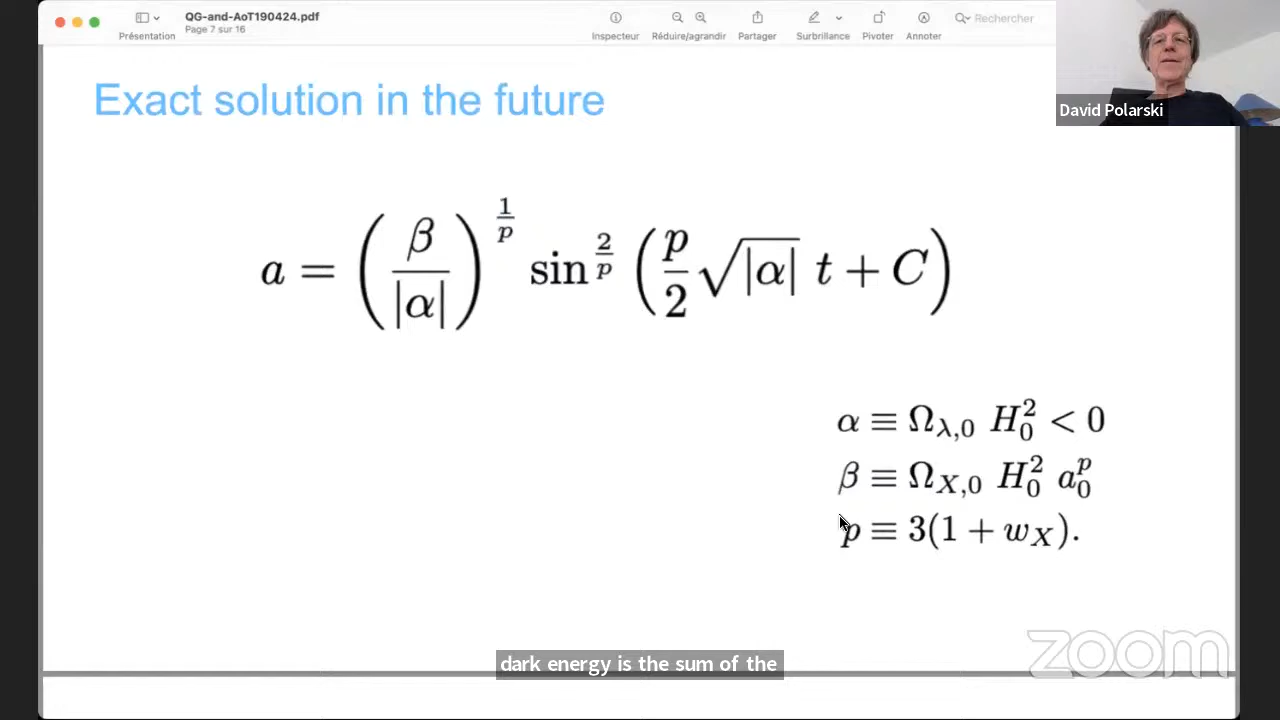 QG-and-AoT190424.pdf
Page 7 sur 16
Présentation
Inspecteur
Réduire/agrandir
Partager
Surbrillance
Pivoter
Annoter
Rechercher
David Polarski
Exact solution in the future
a = (β/|α|)^{1/p} sin^{2/p} (p/2 √|α| t + C)
α ≡ Ω_{λ,0} H_0^2 < 0
β ≡ Ω_{X,0} H_0^2 a_0^p
p ≡ 3(1 + w_X).
zoom
dark energy is the sum of the